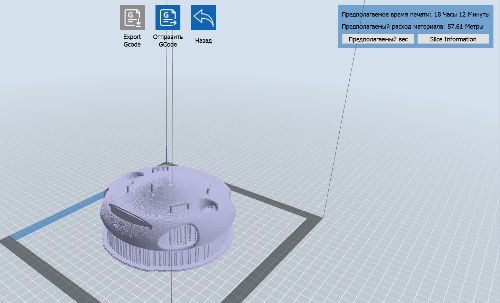 Export
Gcode
Отправить
GCode
Назад
Предполагаемое время печати: 18 Часы 12 Минуты
Предполагаемый расход материала: 57.61 Метры
Предполагаемый вес
Slice Information